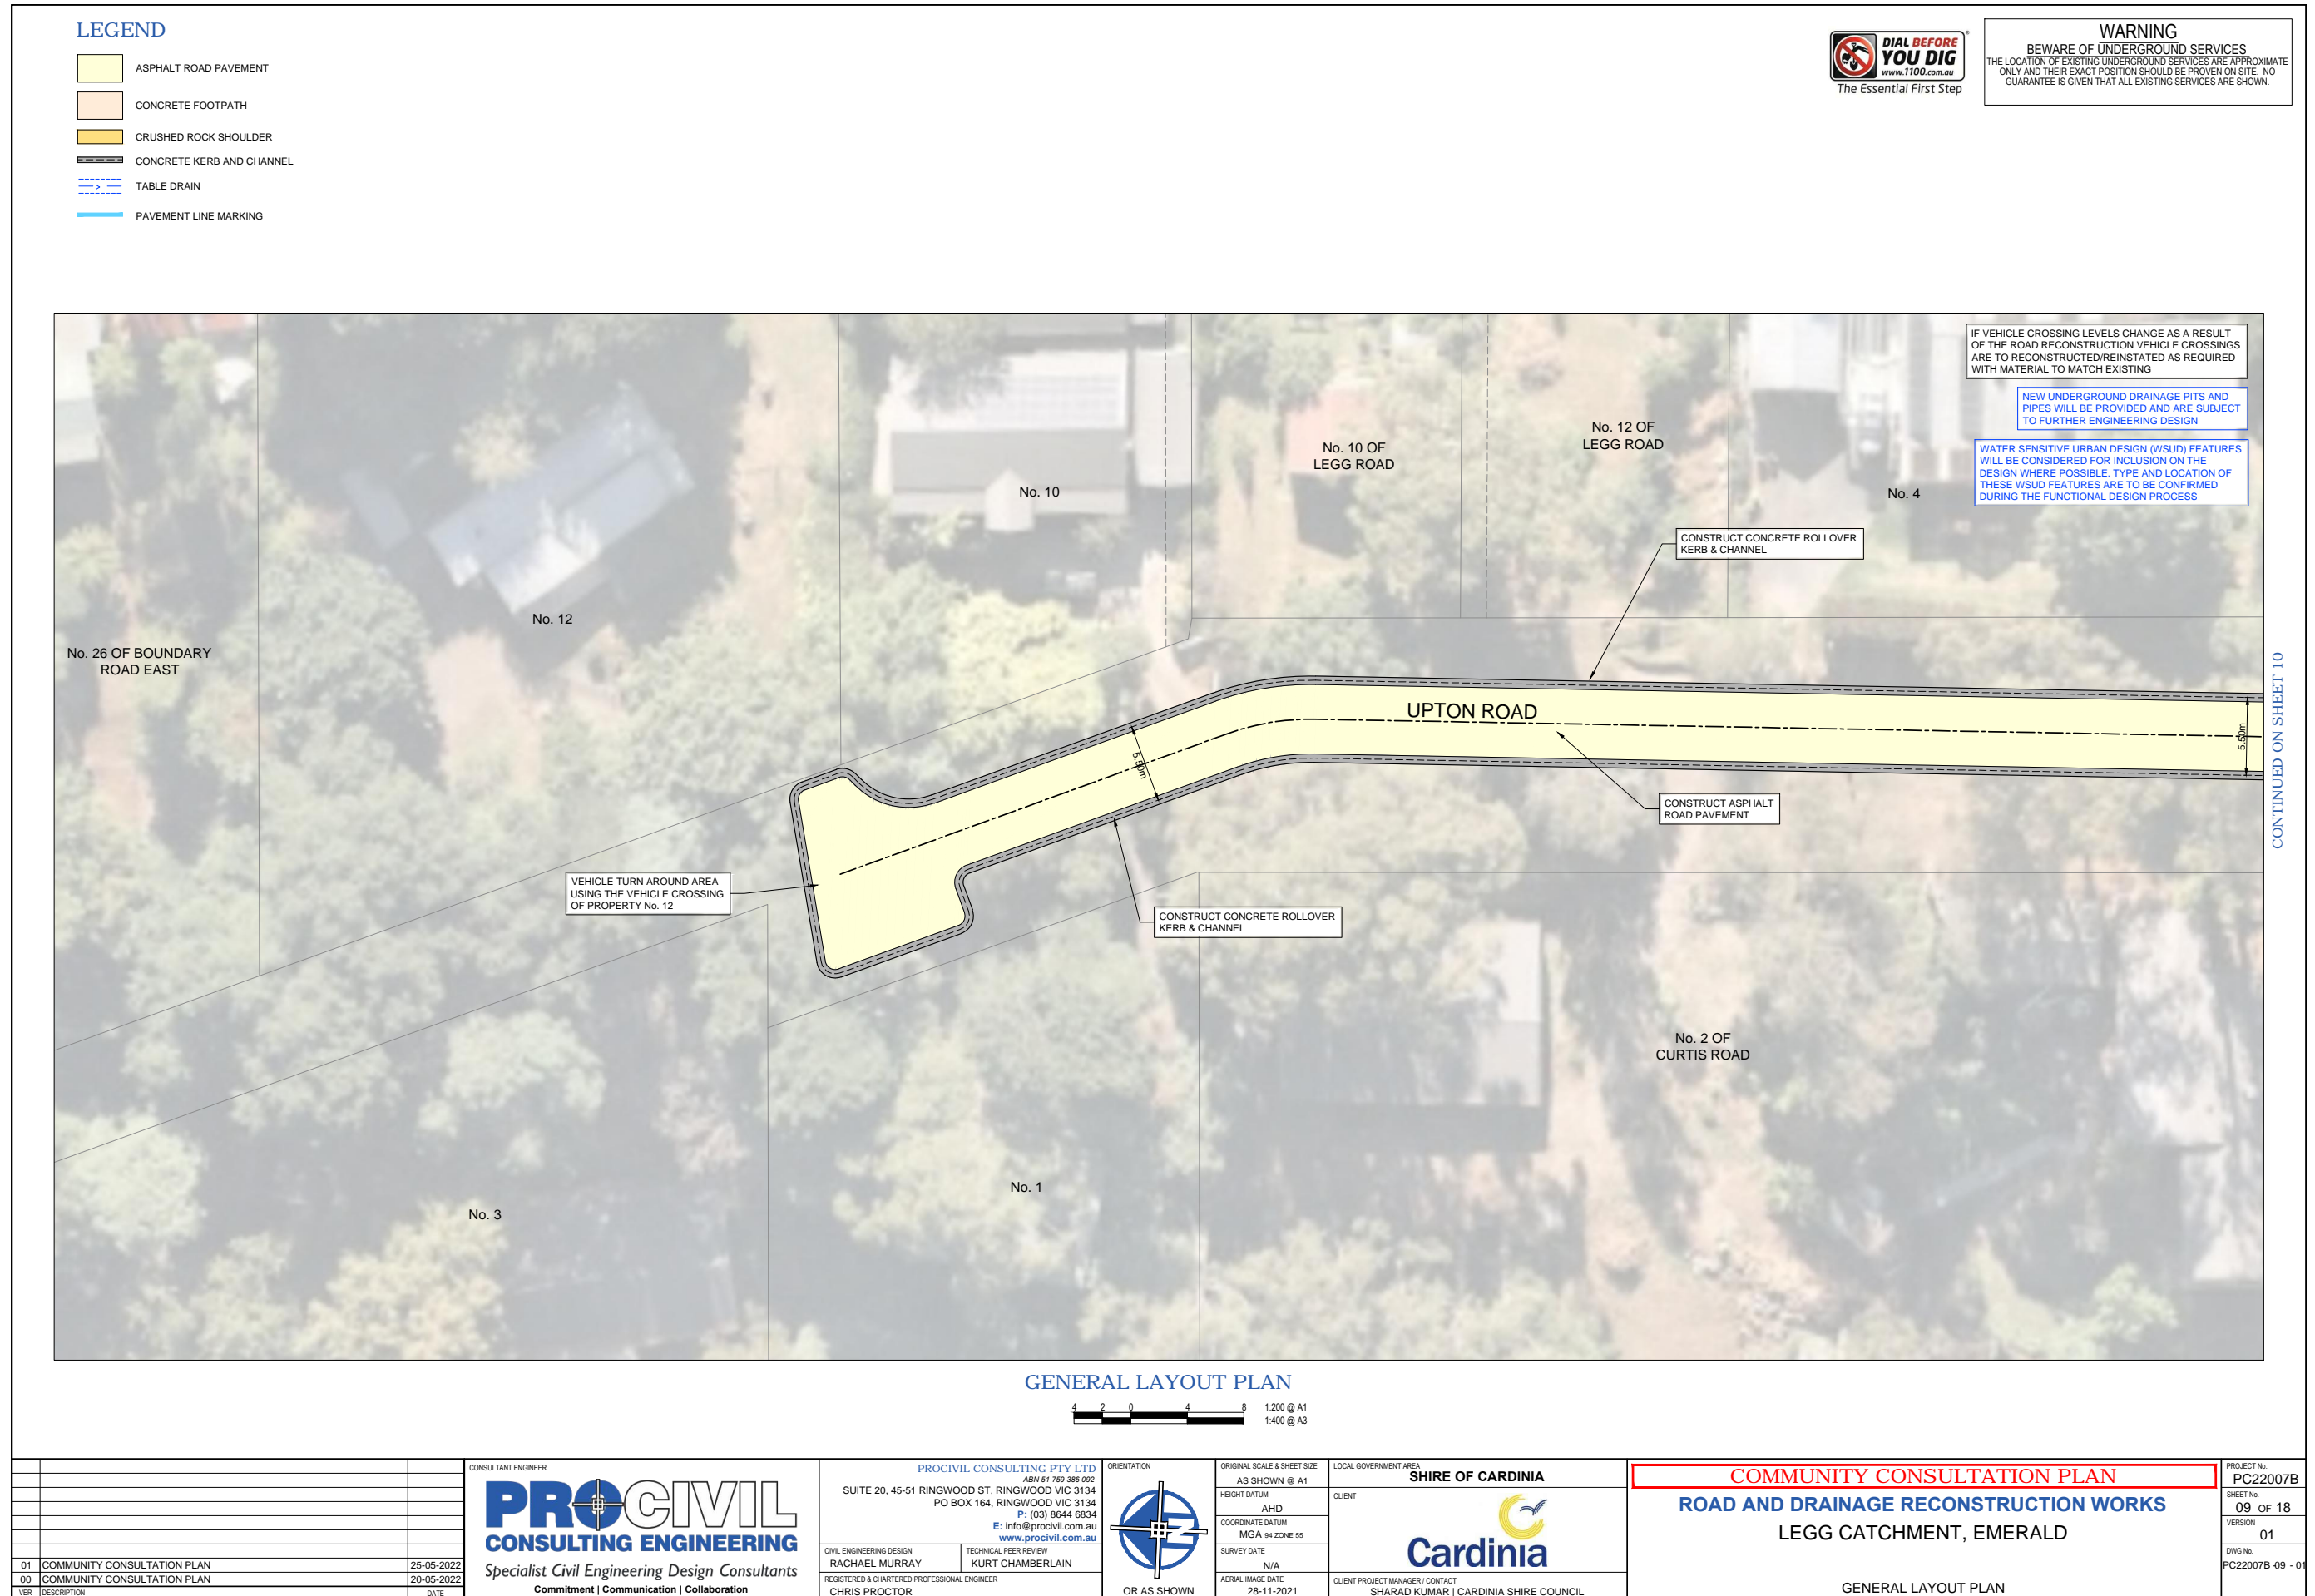 LEGEND
ASPHALT ROAD PAVEMENT
CONCRETE FOOTPATH
CRUSHED ROCK SHOULDER
CONCRETE KERB AND CHANNEL
TABLE DRAIN
PAVEMENT LINE MARKING
DIAL BEFORE
YOU DIG
www.1100.com.au
The Essential First Step
WARNING
BEWARE OF UNDERGROUND SERVICES
THE LOCATION OF EXISTING UNDERGROUND SERVICES ARE APPROXIMATE
ONLY AND THEIR EXACT POSITION SHOULD BE PROVEN ON SITE. NO
GUARANTEE IS GIVEN THAT ALL EXISTING SERVICES ARE SHOWN.
IF VEHICLE CROSSING LEVELS CHANGE AS A RESULT
OF THE ROAD RECONSTRUCTION VEHICLE CROSSINGS
ARE TO RECONSTRUCTED/REINSTATED AS REQUIRED
WITH MATERIAL TO MATCH EXISTING
NEW UNDERGROUND DRAINAGE PITS AND
PIPES WILL BE PROVIDED AND ARE SUBJECT
TO FURTHER ENGINEERING DESIGN
WATER SENSITIVE URBAN DESIGN (WSUD) FEATURES
WILL BE CONSIDERED FOR INCLUSION ON THE
DESIGN WHERE POSSIBLE. TYPE AND LOCATION OF
THESE WSUD FEATURES ARE TO BE CONFIRMED
DURING THE FUNCTIONAL DESIGN PROCESS
No. 12 OF
LEGG ROAD
No. 10 OF
LEGG ROAD
No. 10
No. 4
CONSTRUCT CONCRETE ROLLOVER
KERB & CHANNEL
No. 12
No. 26 OF BOUNDARY
ROAD EAST
UPTON ROAD
5.50m
5.50m
CONTINUED ON SHEET 10
CONSTRUCT ASPHALT
ROAD PAVEMENT
VEHICLE TURN AROUND AREA
USING THE VEHICLE CROSSING
OF PROPERTY No. 12
CONSTRUCT CONCRETE ROLLOVER
KERB & CHANNEL
No. 2 OF
CURTIS ROAD
No. 1
No. 3
GENERAL LAYOUT PLAN
4 2 0 4 8 1:200 @ A1
1:400 @ A3
01 COMMUNITY CONSULTATION PLAN 25-05-2022
00 COMMUNITY CONSULTATION PLAN 20-05-2022
VER DESCRIPTION DATE
CONSULTANT ENGINEER
PROCIVIL
CONSULTING ENGINEERING
Specialist Civil Engineering Design Consultants
Commitment | Communication | Collaboration
PROCIVIL CONSULTING PTY LTD
ABN 51 759 386 092
SUITE 20, 45-51 RINGWOOD ST, RINGWOOD VIC 3134
PO BOX 164, RINGWOOD VIC 3134
P: (03) 8644 6834
E: info@procivil.com.au
www.procivil.com.au
CIVIL ENGINEERING DESIGN
RACHAEL MURRAY
TECHNICAL PEER REVIEW
KURT CHAMBERLAIN
REGISTERED & CHARTERED PROFESSIONAL ENGINEER
CHRIS PROCTOR
ORIENTATION
N
OR AS SHOWN
ORIGINAL SCALE & SHEET SIZE
AS SHOWN @ A1
HEIGHT DATUM
AHD
COORDINATE DATUM
MGA 94 ZONE 55
SURVEY DATE
N/A
AERIAL IMAGE DATE
28-11-2021
LOCAL GOVERNMENT AREA
SHIRE OF CARDINIA
CLIENT
Cardinia
CLIENT PROJECT MANAGER / CONTACT
SHARAD KUMAR | CARDINIA SHIRE COUNCIL
COMMUNITY CONSULTATION PLAN
ROAD AND DRAINAGE RECONSTRUCTION WORKS
LEGG CATCHMENT, EMERALD
GENERAL LAYOUT PLAN
PROJECT No.
PC22007B
SHEET No.
09 OF 18
VERSION
01
DWG No.
PC22007B -09 - 01